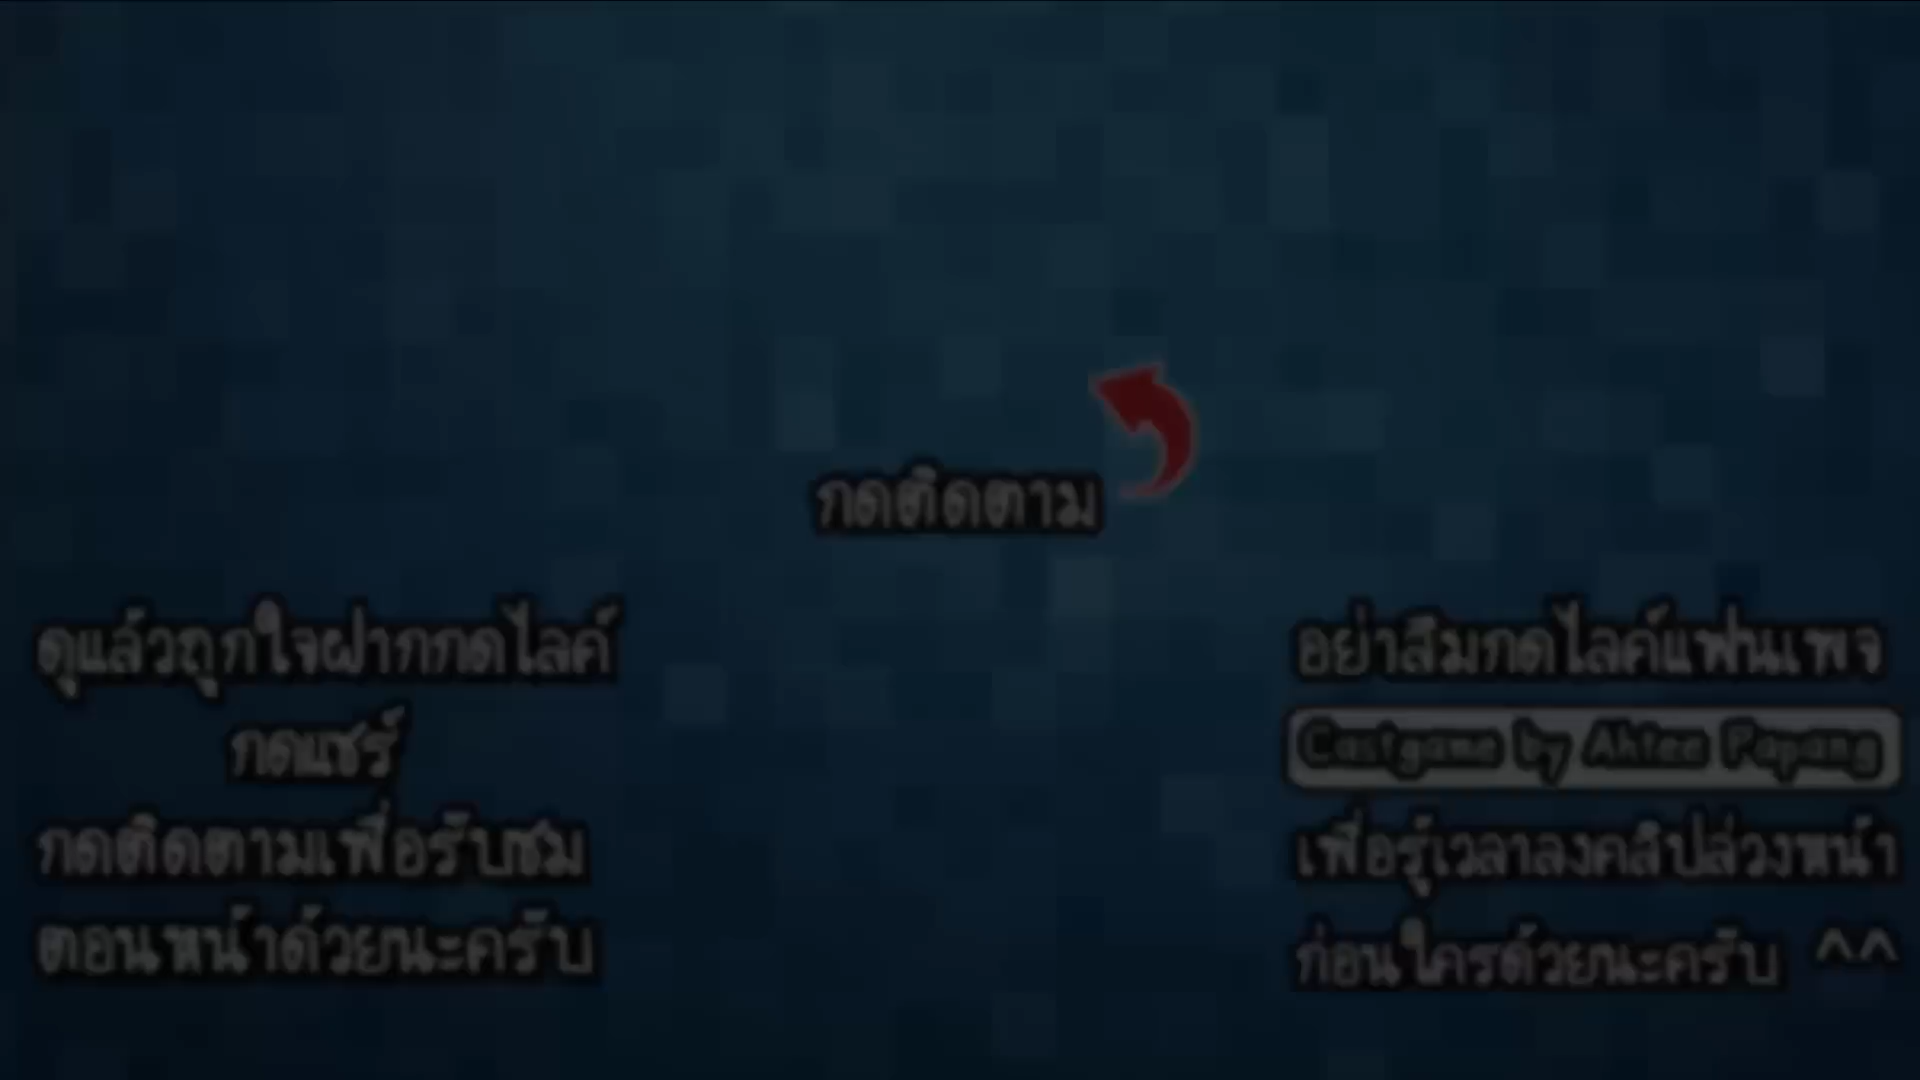 กดติดตาม
ดูแล้วถูกใจฝากกดไลค์
กดแชร์
กดติดตามเพื่อรับชม
ตอนหน้าด้วยนะครับ
อย่าลืมกดไลค์แฟนเพจ
Castgame by Ahtee Papang
เพื่อรู้เวลาลงคลิปล่วงหน้า
ก่อนใครด้วยนะครับ ^^